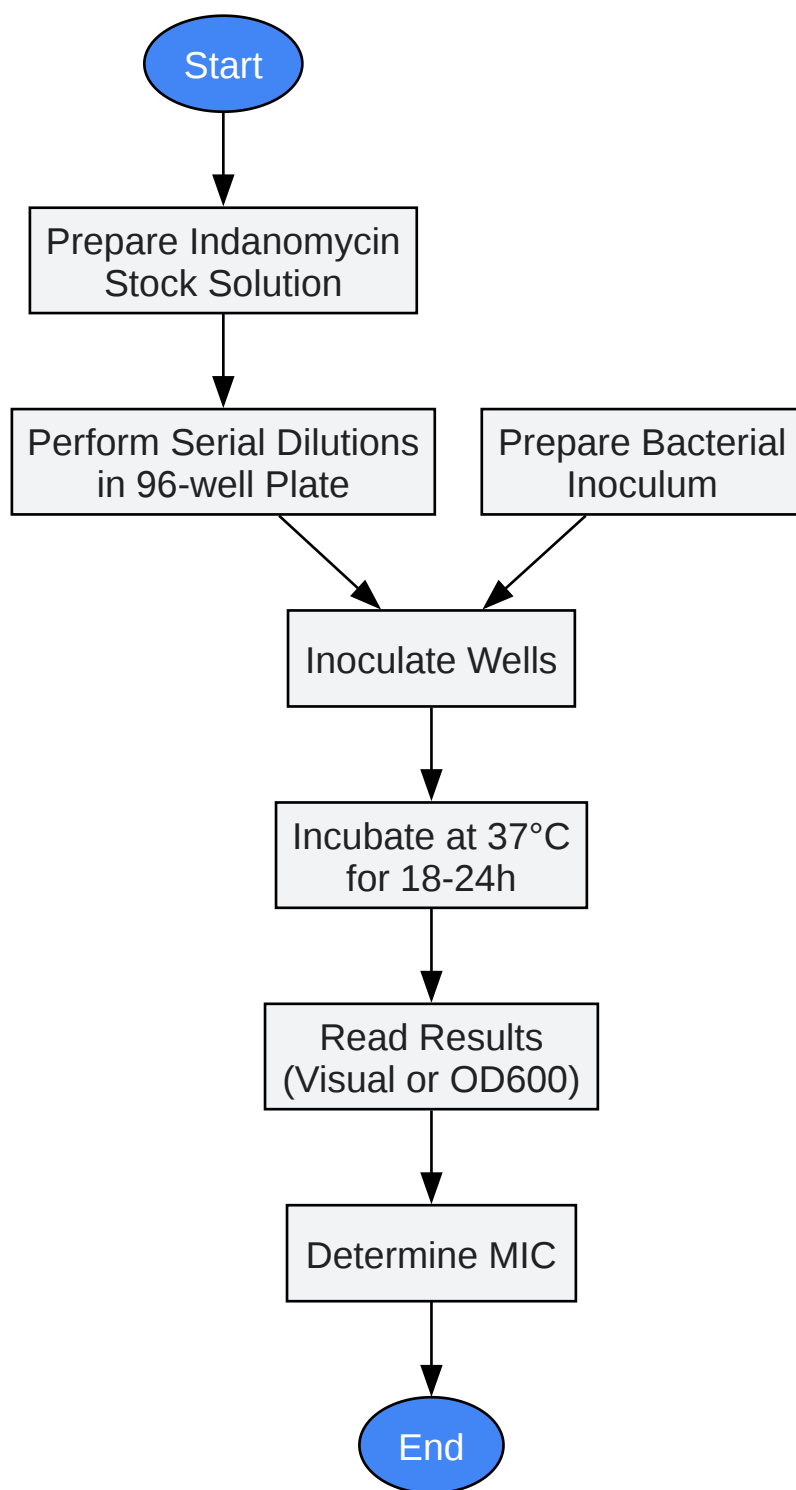 Start
Prepare Indanomycin
Stock Solution
Perform Serial Dilutions
in 96-well Plate
Prepare Bacterial
Inoculum
Inoculate Wells
Incubate at 37°C
for 18-24h
Read Results
(Visual or OD600)
Determine MIC
End